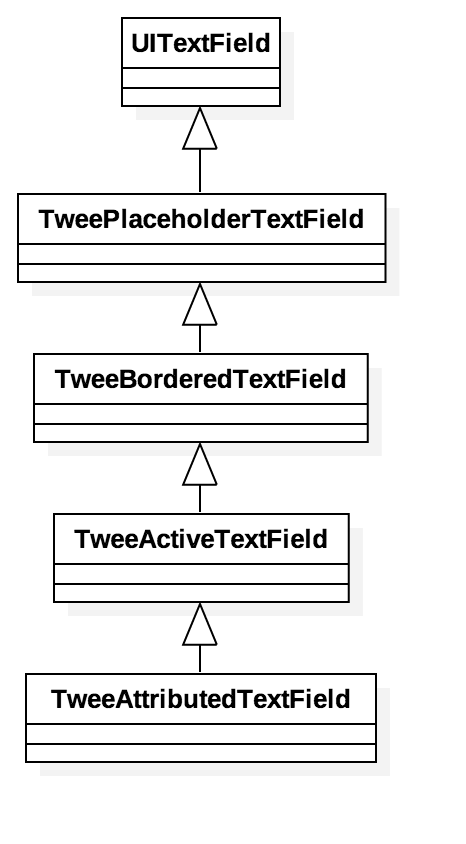 UITextField
TweePlaceholderTextField
TweeBorderedTextField
TweeActiveTextField
TweeAttributedTextField